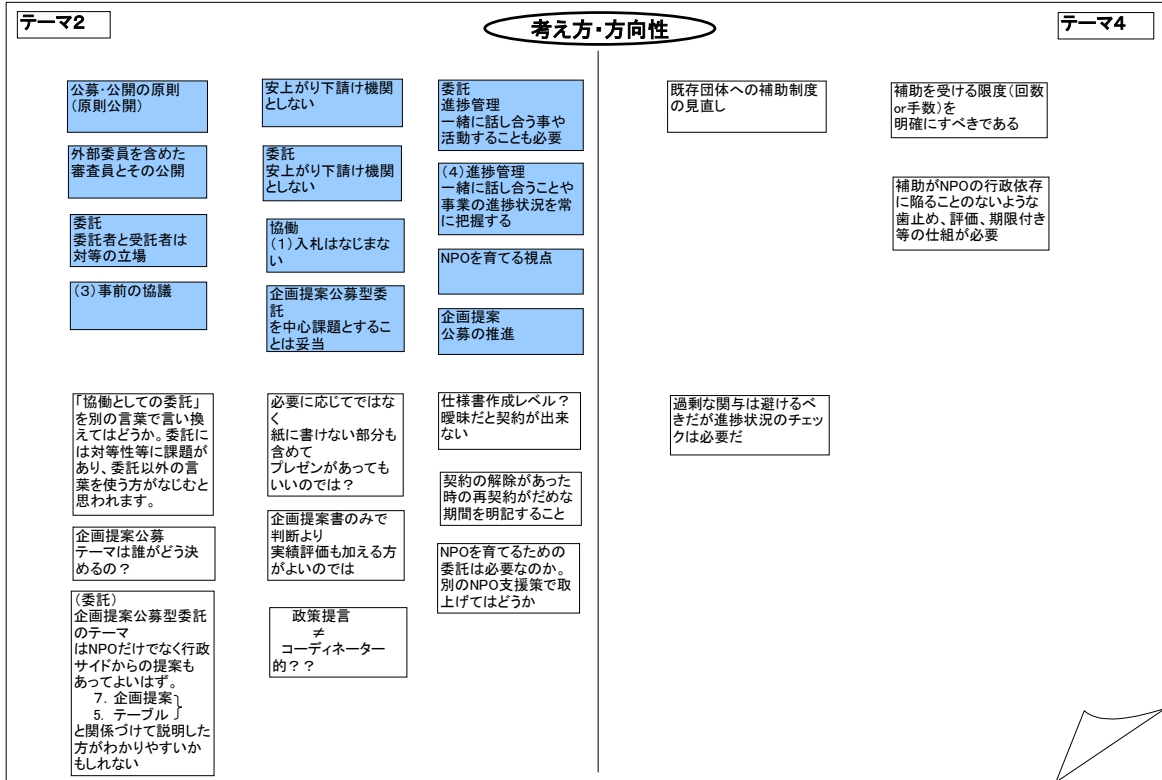 テーマ2
考え方・方向性
テーマ4
公募・公開の原則
(原則公開)
外部委員を含めた
審査員とその公開
委託
委託者と受託者は
対等の立場
(3)事前の協議
安上がり下請け機関
としない
委託
安上がり下請け機関
としない
協働
(1)入札はなじまな
い
企画提案公募型委
託
を中心課題とするこ
とは妥当
委託
進捗管理
一緒に話し合う事や
活動することも必要
(4)進捗管理
一緒に話し合うことや
事業の進捗状況を常
に把握する
NPOを育てる視点
企画提案
公募の推進
「協働としての委託」
を別の言葉で言い換
えてはどうか。委託に
は対等性等に課題が
あり、委託以外の言
葉を使う方がなじむと
思われます。
企画提案公募
テーマは誰がどう決
めるの？
(委託)
企画提案公募型委託
のテーマ
はNPOだけでなく行政
サイドからの提案も
あってよいはず。
7. 企画提案
5. テーブル
と関係づけて説明した
方がわかりやすいか
もしれない
必要に応じてではな
く
紙に書けない部分も
含めて
プレゼンがあっても
いいのでは？
企画提案書のみで
判断より
実績評価も加える方
がよいのでは
政策提言
≠
コーディネーター
的？？
仕様書作成レベル？
曖昧だと契約が出来
ない
契約の解除があった
時の再契約がだめな
期間を明記すること
NPOを育てるための
委託は必要なのか。
別のNPO支援策で取
上げてはどうか
既存団体への補助制度
の見直し
補助を受ける限度(回数
or手数)を
明確にすべきである
補助がNPOの行政依存
に陥ることのないような
歯止め、評価、期限付き
等の仕組が必要
過剰な関与は避けるべ
きだが進捗状況のチェッ
クは必要だ